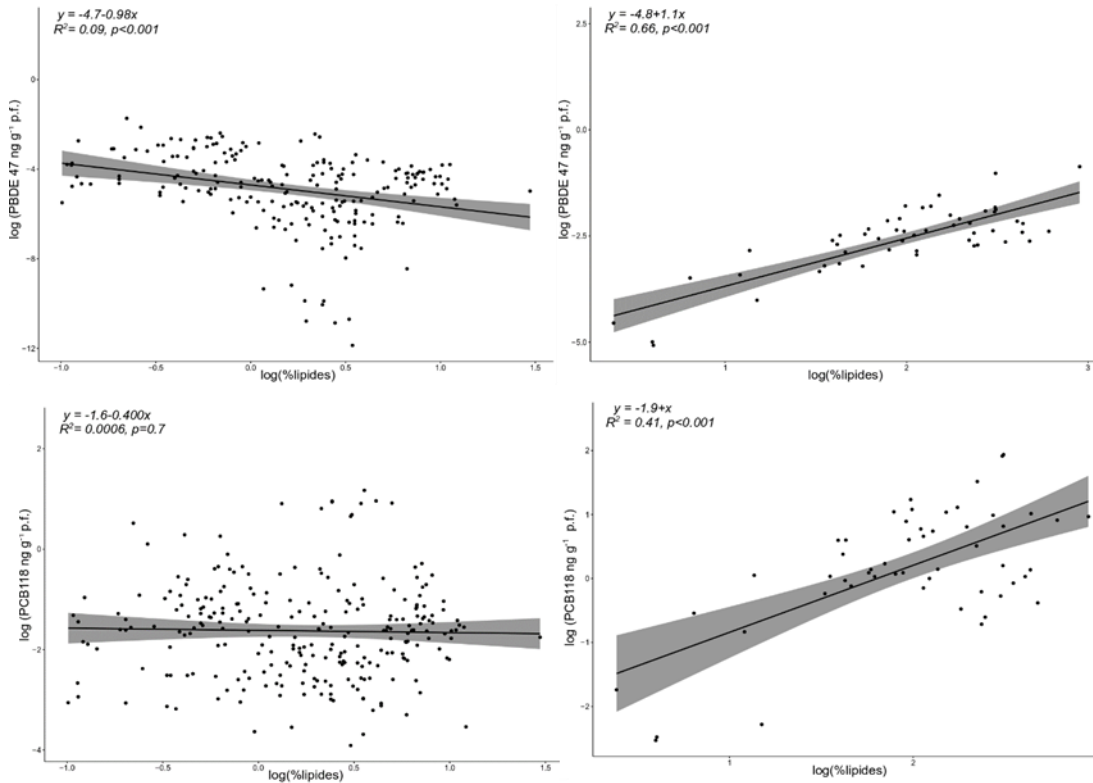 y = -4.7-0.98x
R²= 0.09, p<0.001
0
−4
−8
−12
log (PBDE 47 ng g⁻¹ p.f.)
−1.0 −0.5 0.0 0.5 1.0 1.5
log(%lipides)
y = -4.8+1.1x
R²= 0.66, p<0.001
2.5
0.0
−2.5
−5.0
log (PBDE 47 ng g⁻¹ p.f.)
1 2 3
log(%lipides)
y = -1.6-0.400x
R²= 0.0006, p=0.7
2
0
−2
−4
log (PCB118 ng g⁻¹ p.f.)
−1.0 −0.5 0.0 0.5 1.0 1.5
log(%lipides)
y = -1.9+x
R² = 0.41, p<0.001
2
1
0
−1
−2
log (PCB118 ng g⁻¹ p.f.)
1 2
log(%lipides)